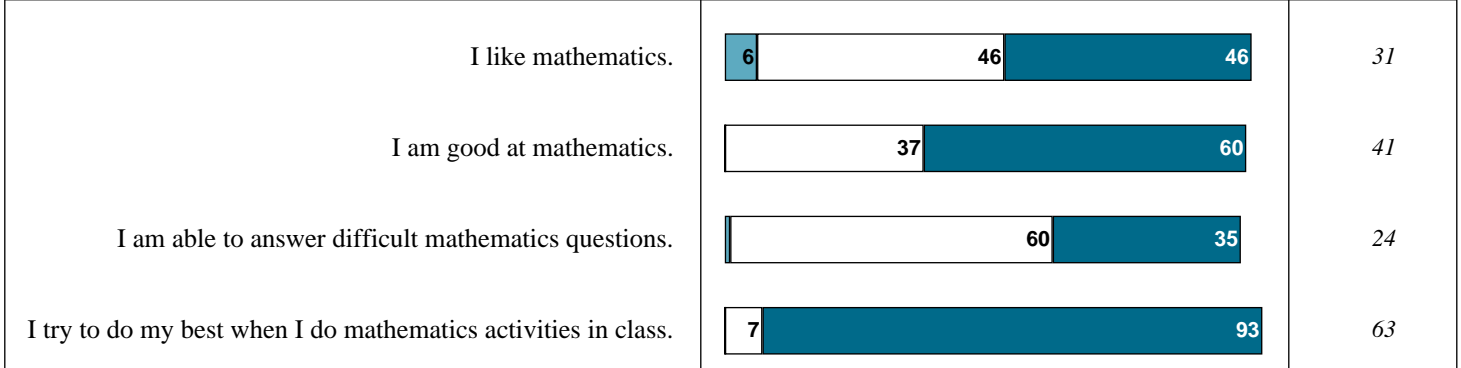 I like mathematics. 6 46 46 31
I am good at mathematics. 37 60 41
I am able to answer difficult mathematics questions. 60 35 24
I try to do my best when I do mathematics activities in class. 7 93 63